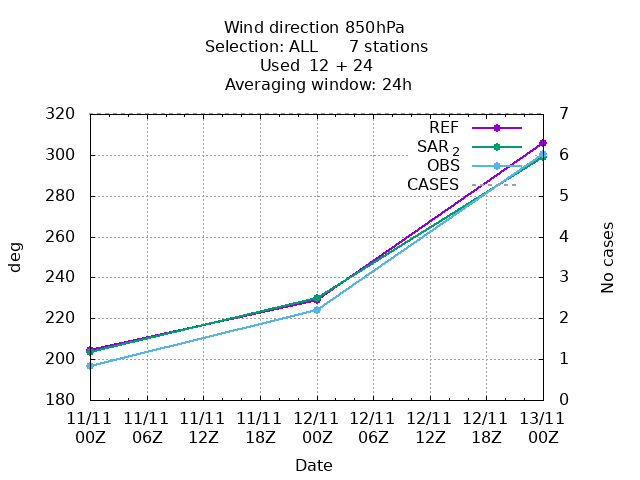 Wind direction 850hPa
Selection: ALL 7 stations
Used 12 + 24
Averaging window: 24h
320
300
280
260
240
220
200
180
deg
7
6
5
4
3
2
1
0
No cases
REF
SAR 2
OBS
CASES
11/11 11/11 11/11 11/11 12/11 12/11 12/11 12/11 13/11
00Z 06Z 12Z 18Z 00Z 06Z 12Z 18Z 00Z
Date